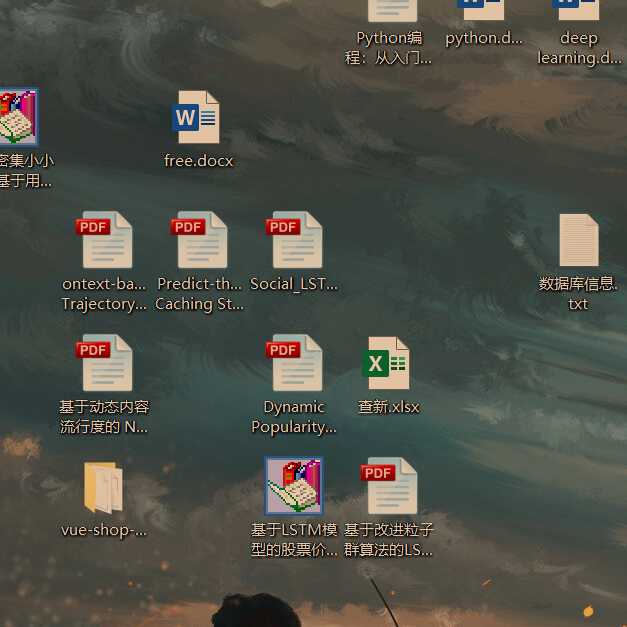 Python编
程：从入门...
python.d...
deep
learning.d...
密集小小
基于用...
W
free.docx
PDF
ontext-ba...
Trajectory...
PDF
Predict-th...
Caching St...
PDF
Social_LST...
数据库信息.
txt
PDF
基于动态内容
流行度的 N...
PDF
Dynamic
Popularity...
X
查新.xlsx
vue-shop-...
基于LSTM模
型的股票价...
PDF
基于改进粒子
群算法的LS...